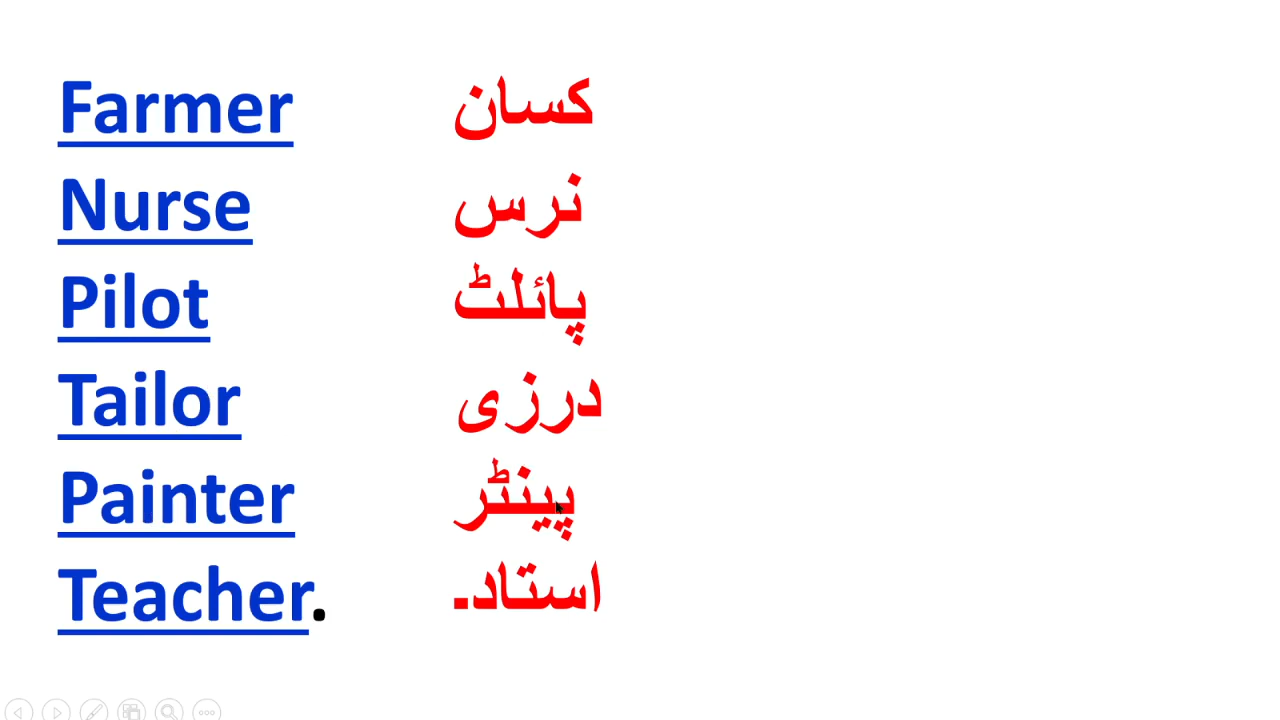 Farmer کسان
Nurse نرس
Pilot پائلٹ
Tailor درزی
Painter پینٹر
Teacher. استاد۔